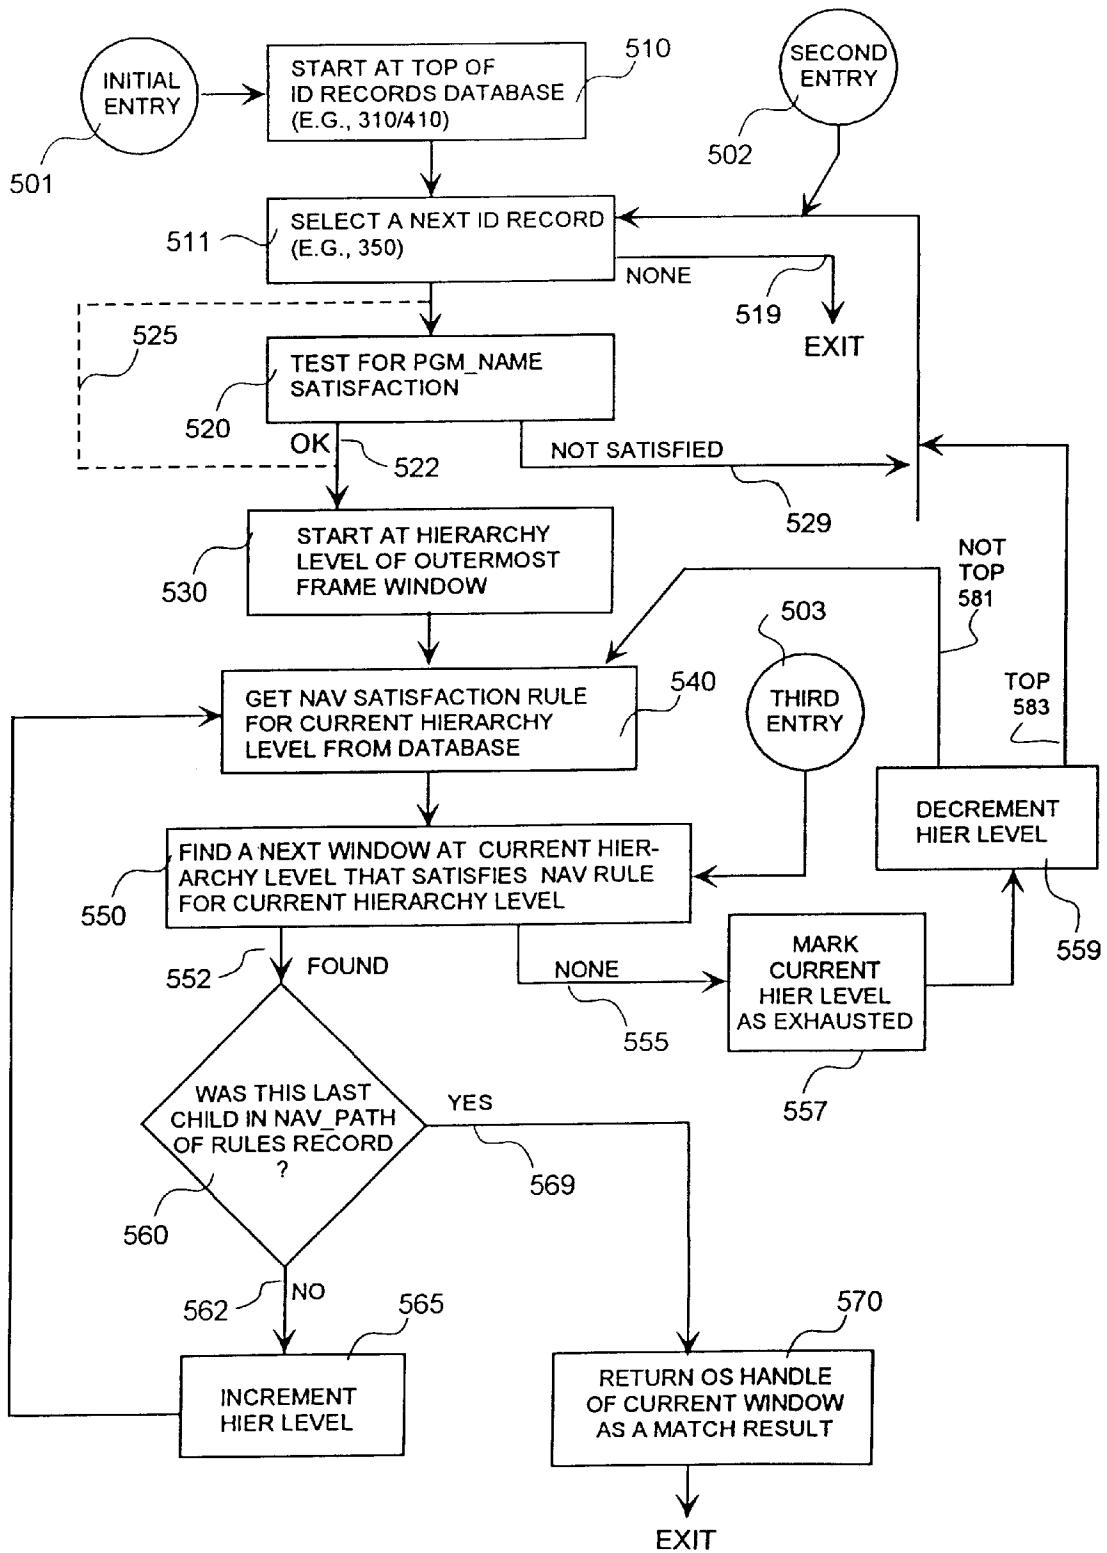 INITIAL
ENTRY
501
START AT TOP OF
ID RECORDS DATABASE
(E.G., 310/410)
510
SECOND
ENTRY
502
SELECT A NEXT ID RECORD
(E.G., 350)
511
NONE
519
EXIT
525
TEST FOR PGM_NAME
SATISFACTION
520
OK
522
NOT SATISFIED
529
START AT HIERARCHY
LEVEL OF OUTERMOST
FRAME WINDOW
530
NOT
TOP
581
503
THIRD
ENTRY
TOP
583
GET NAV SATISFACTION RULE
FOR CURRENT HIERARCHY
LEVEL FROM DATABASE
540
DECREMENT
HIER LEVEL
559
FIND A NEXT WINDOW AT CURRENT HIER-
ARCHY LEVEL THAT SATISFIES NAV RULE
FOR CURRENT HIERARCHY LEVEL
550
552
FOUND
NONE
555
MARK
CURRENT
HIER LEVEL
AS EXHAUSTED
557
WAS THIS LAST
CHILD IN NAV_PATH
OF RULES RECORD
?
560
YES
569
562
NO
565
INCREMENT
HIER LEVEL
570
RETURN OS HANDLE
OF CURRENT WINDOW
AS A MATCH RESULT
EXIT